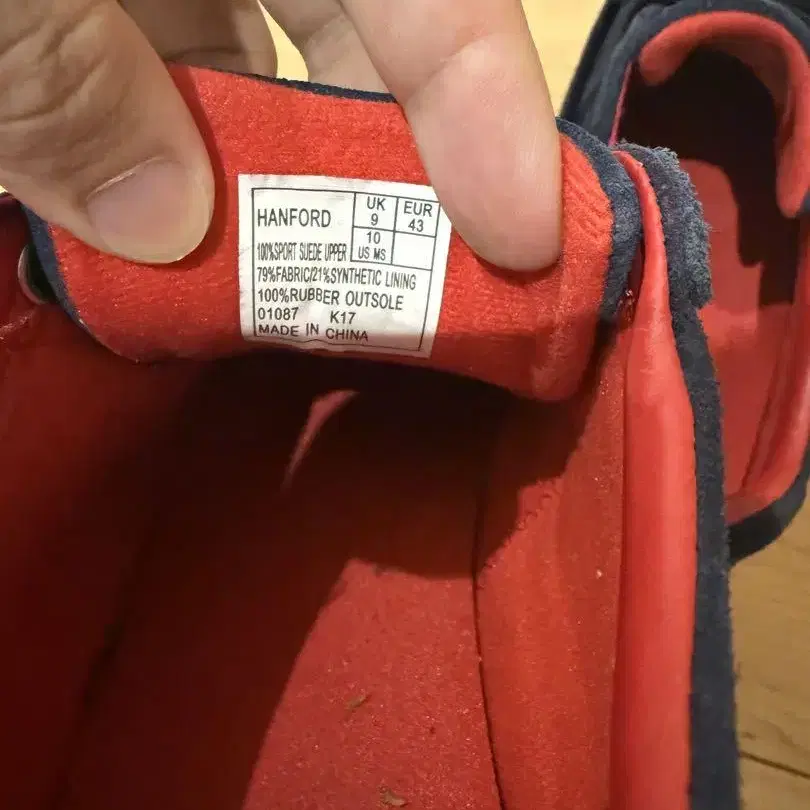 HANFORD
UK 9
EUR 43
10 US MS
100%SPORT SUEDE UPPER
79%FABRIC/21%SYNTHETIC LINING
100%RUBBER OUTSOLE
01087 K17
MADE IN CHINA